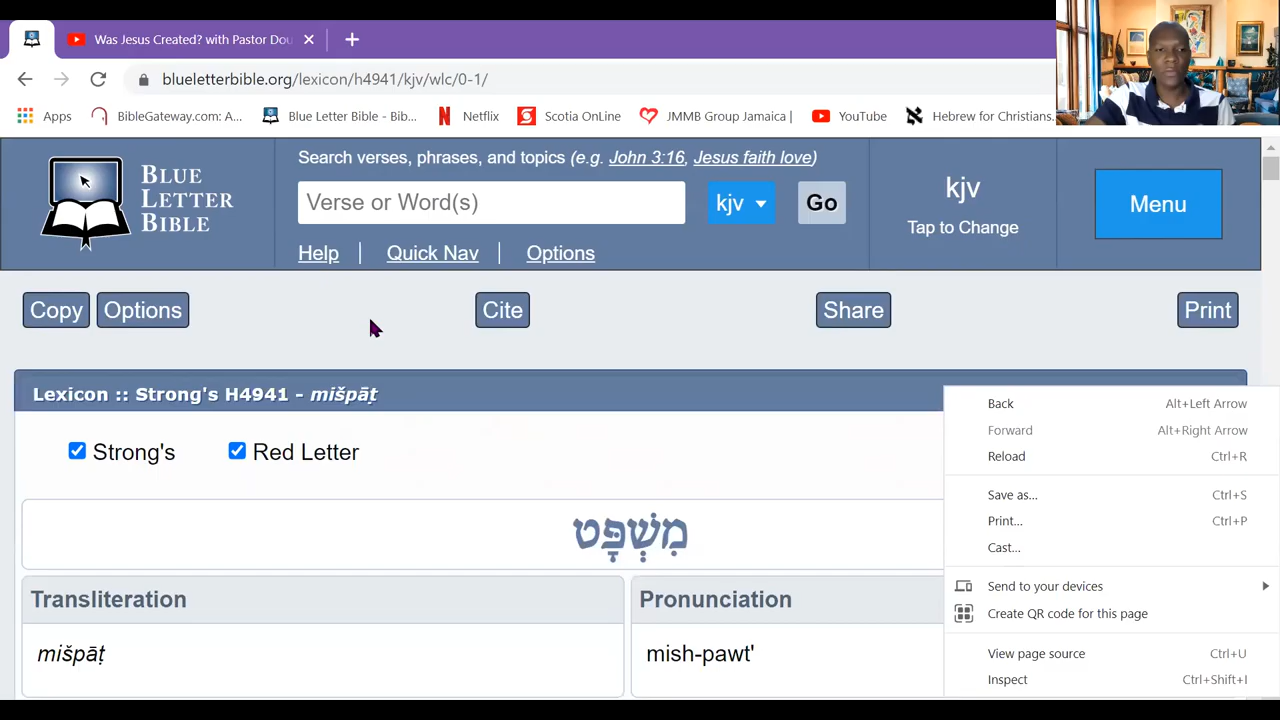 Was Jesus Created? with Pastor Dou
blueletterbible.org/lexicon/h4941/kjv/wlc/0-1/
Apps BibleGateway.com: A... Blue Letter Bible - Bib... Netflix Scotia OnLine JMMB Group Jamaica | YouTube Hebrew for Christians.
BLUE
LETTER
BIBLE
Search verses, phrases, and topics (e.g. John 3:16, Jesus faith love)
Verse or Word(s) kjv Go
Help | Quick Nav | Options
kjv
Tap to Change
Menu
Copy Options Cite Share Print
Lexicon :: Strong's H4941 - mišpāṭ
Strong's Red Letter
מִשְׁפָּט
Transliteration
mišpāṭ
Pronunciation
mish-pawt'
Back Alt+Left Arrow
Forward Alt+Right Arrow
Reload Ctrl+R
Save as... Ctrl+S
Print... Ctrl+P
Cast...
Send to your devices
Create QR code for this page
View page source Ctrl+U
Inspect Ctrl+Shift+I